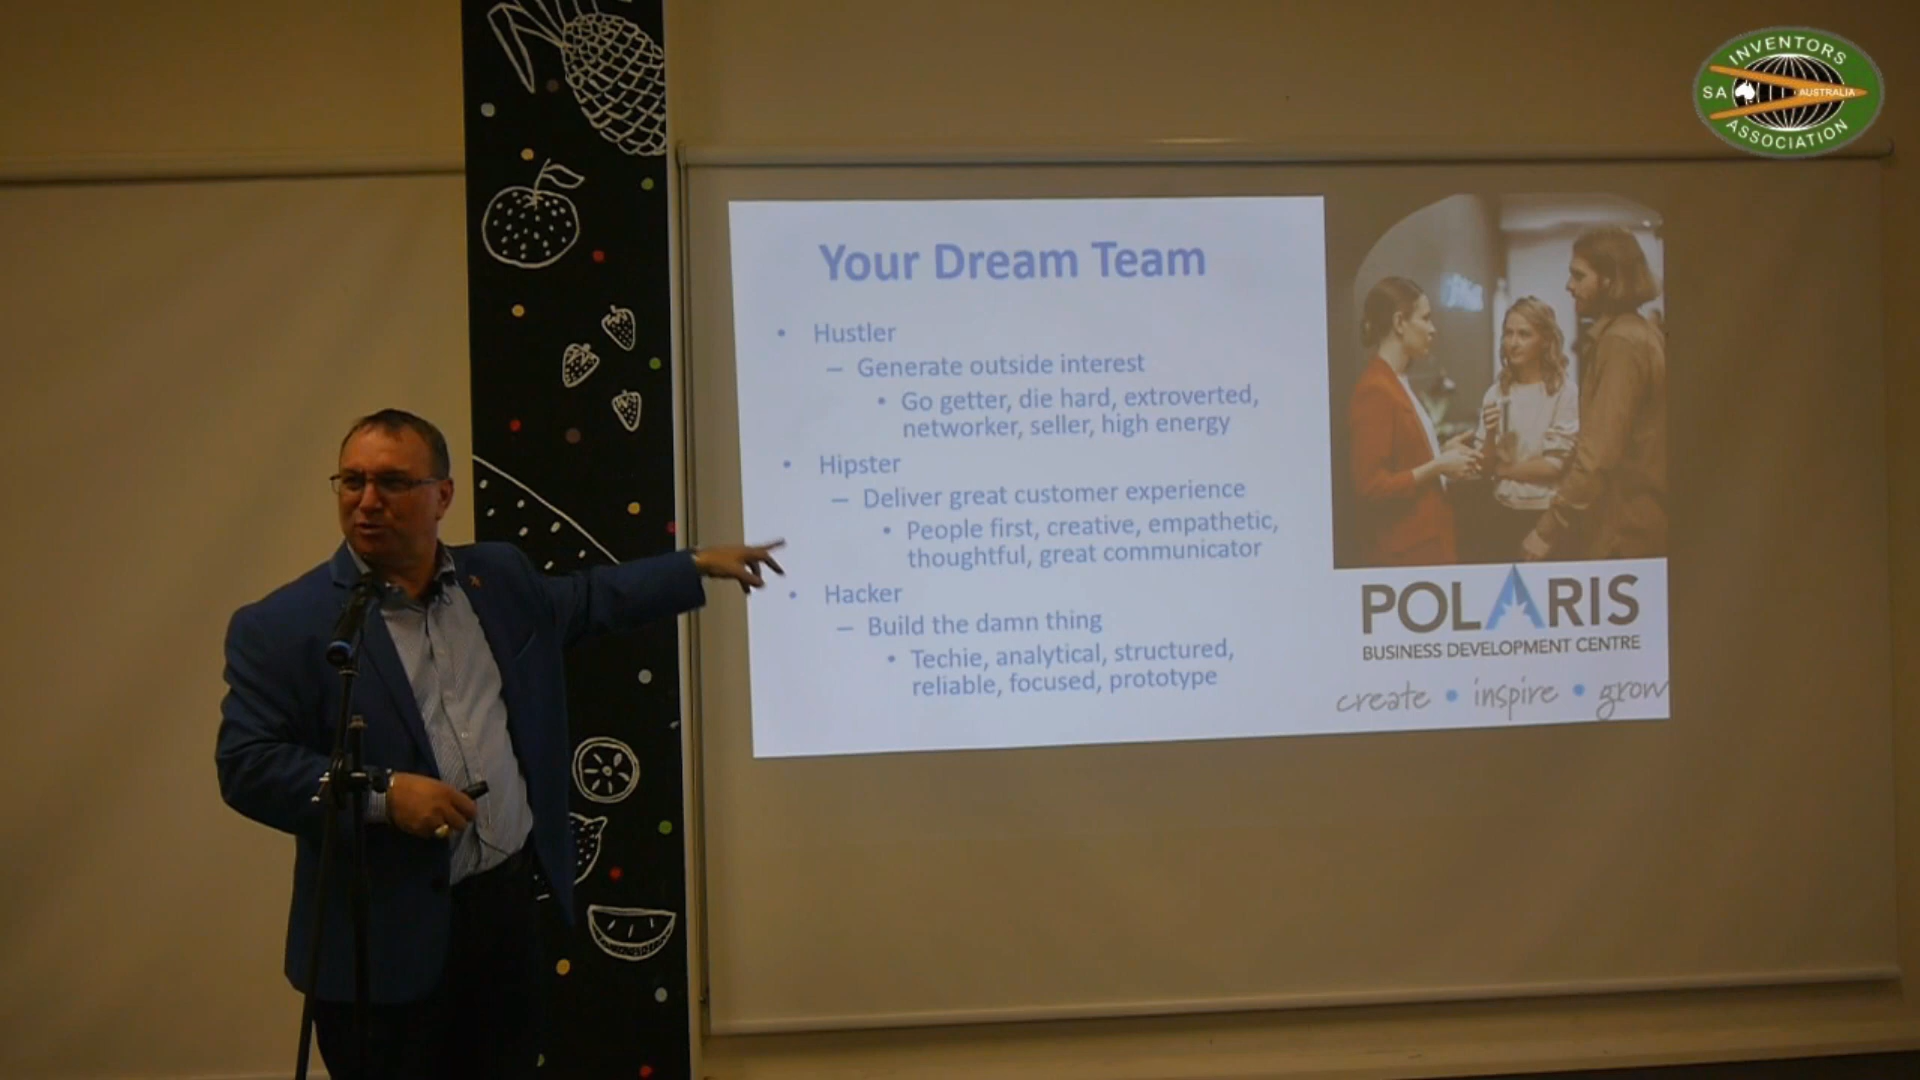 INVENTORS
SA AUSTRALIA
ASSOCIATION
Your Dream Team
• Hustler
– Generate outside interest
• Go getter, die hard, extroverted,
networker, seller, high energy
• Hipster
– Deliver great customer experience
• People first, creative, empathetic,
thoughtful, great communicator
• Hacker
– Build the damn thing
• Techie, analytical, structured,
reliable, focused, prototype
POLARIS
BUSINESS DEVELOPMENT CENTRE
create • inspire • grow